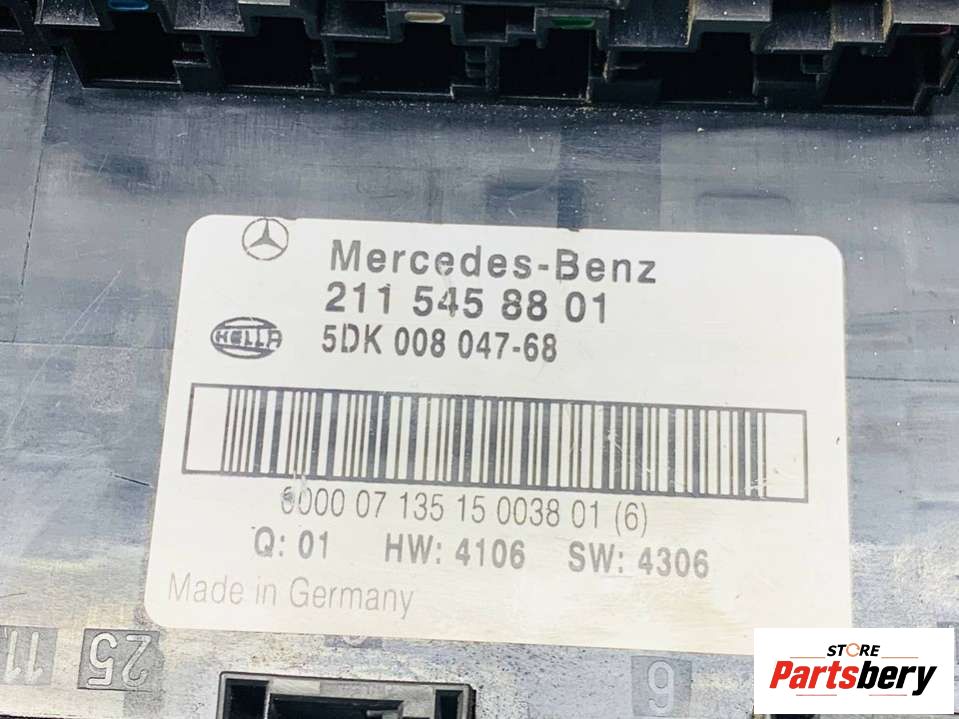 Mercedes-Benz
211 545 88 01
HELLA
5DK 008 047-68
60000 07 135 15 0038 01 (6)
Q: 01 HW: 4106 SW: 4306
Made in Germany
25
6
STORE
Partsbery